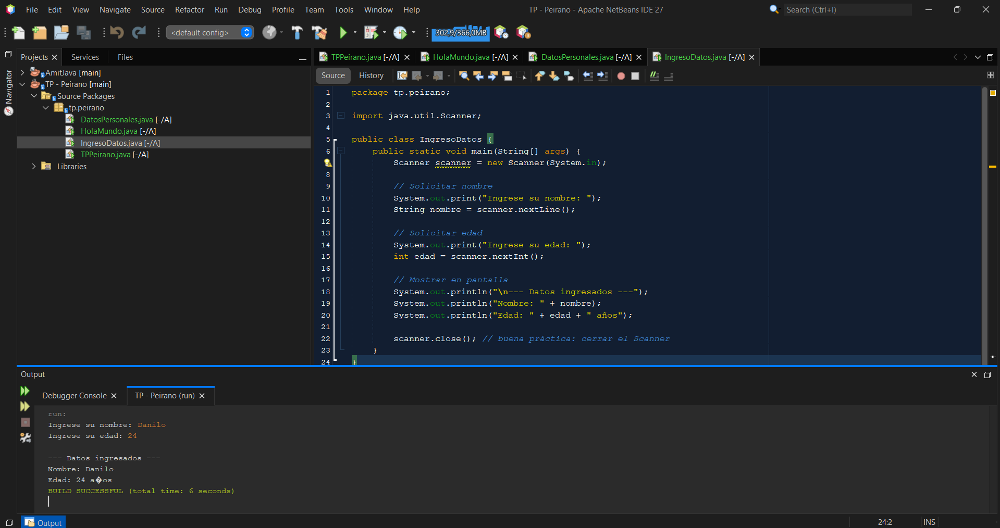 File Edit View Navigate Source Refactor Run Debug Profile Team Tools Window Help
TP - Peirano - Apache NetBeans IDE 27
Search (Ctrl+I)
<default config>
302,9/366,0MB
Projects
Services
Files
Navigator
AmitJava [main]
TP - Peirano [main]
Source Packages
tp.peirano
DatosPersonales.java [-/A]
HolaMundo.java [-/A]
IngresoDatos.java [-/A]
TPPeirano.java [-/A]
Libraries
TPPeirano.java [-/A]
HolaMundo.java [-/A]
DatosPersonales.java [-/A]
IngresoDatos.java [-/A]
Source History
1 package tp.peirano;
2
3 import java.util.Scanner;
4
5 public class IngresoDatos {
6 public static void main(String[] args) {
Scanner scanner = new Scanner(System.in);
8
9 // Solicitar nombre
10 System.out.print("Ingrese su nombre: ");
11 String nombre = scanner.nextLine();
12
13 // Solicitar edad
14 System.out.print("Ingrese su edad: ");
15 int edad = scanner.nextInt();
16
17 // Mostrar en pantalla
18 System.out.println("\n--- Datos ingresados ---");
19 System.out.println("Nombre: " + nombre);
20 System.out.println("Edad: " + edad + " años");
21
22 scanner.close(); // buena práctica: cerrar el Scanner
23 }
24 }
Output
Debugger Console
TP - Peirano (run)
run:
Ingrese su nombre: Danilo
Ingrese su edad: 24
--- Datos ingresados ---
Nombre: Danilo
Edad: 24 a�os
BUILD SUCCESSFUL (total time: 6 seconds)
Output
24:2
INS